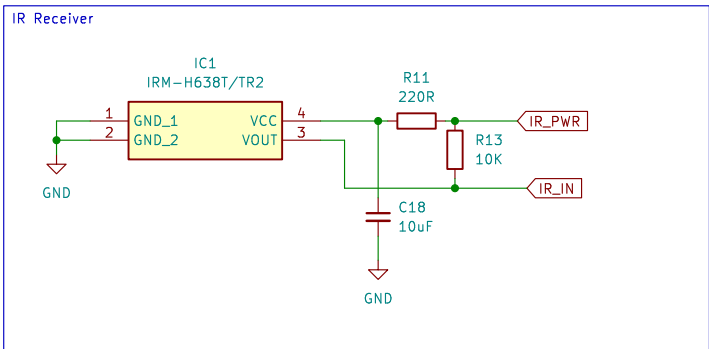 IR Receiver
IC1
IRM-H638T/TR2
1
GND_1
VCC
4
2
GND_2
VOUT
3
GND
R11
220R
IR_PWR
R13
10K
IR_IN
C18
10uF
GND